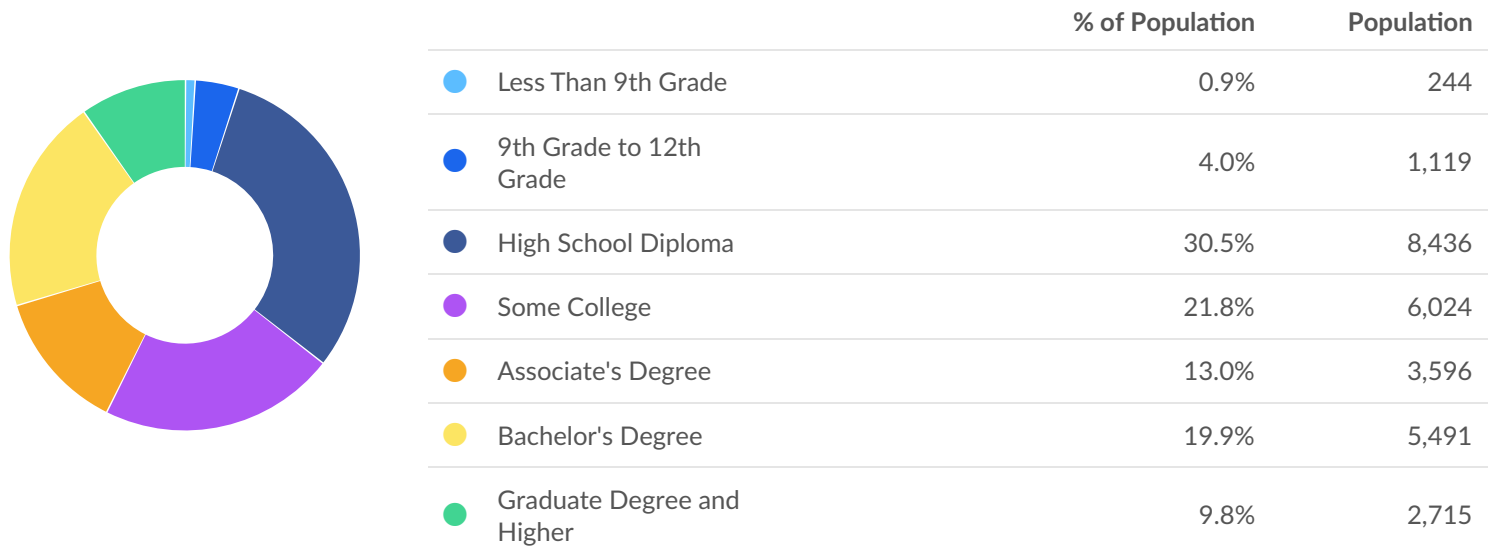 % of Population Population
Less Than 9th Grade 0.9% 244
9th Grade to 12th
Grade 4.0% 1,119
High School Diploma 30.5% 8,436
Some College 21.8% 6,024
Associate's Degree 13.0% 3,596
Bachelor's Degree 19.9% 5,491
Graduate Degree and
Higher 9.8% 2,715